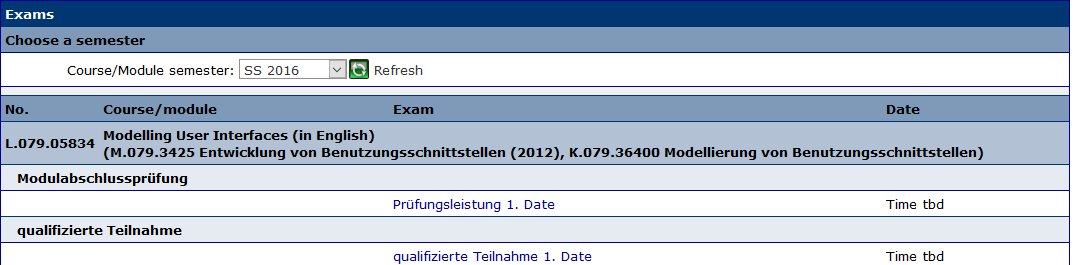 Exams
Choose a semester
Course/Module semester: SS 2016 Refresh
No. Course/module Exam Date
L.079.05834 Modelling User Interfaces (in English)
(M.079.3425 Entwicklung von Benutzungsschnittstellen (2012), K.079.36400 Modellierung von Benutzungsschnittstellen)
Modulabschlussprüfung
Prüfungsleistung 1. Date Time tbd
qualifizierte Teilnahme
qualifizierte Teilnahme 1. Date Time tbd